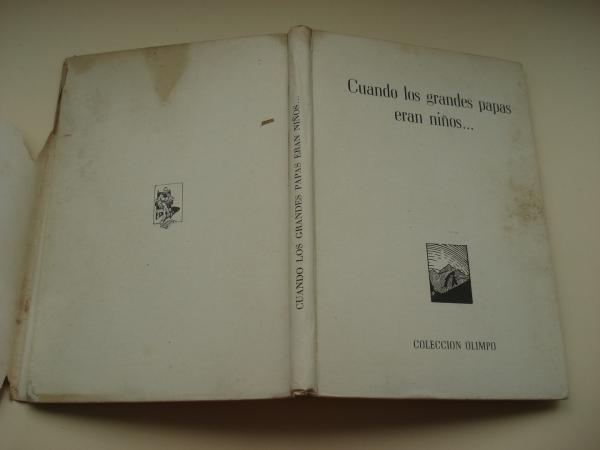 CUANDO LOS GRANDES PAPAS ERAN NIÑOS...
Cuando los grandes papas
eran niños...
COLECCION OLIMPO